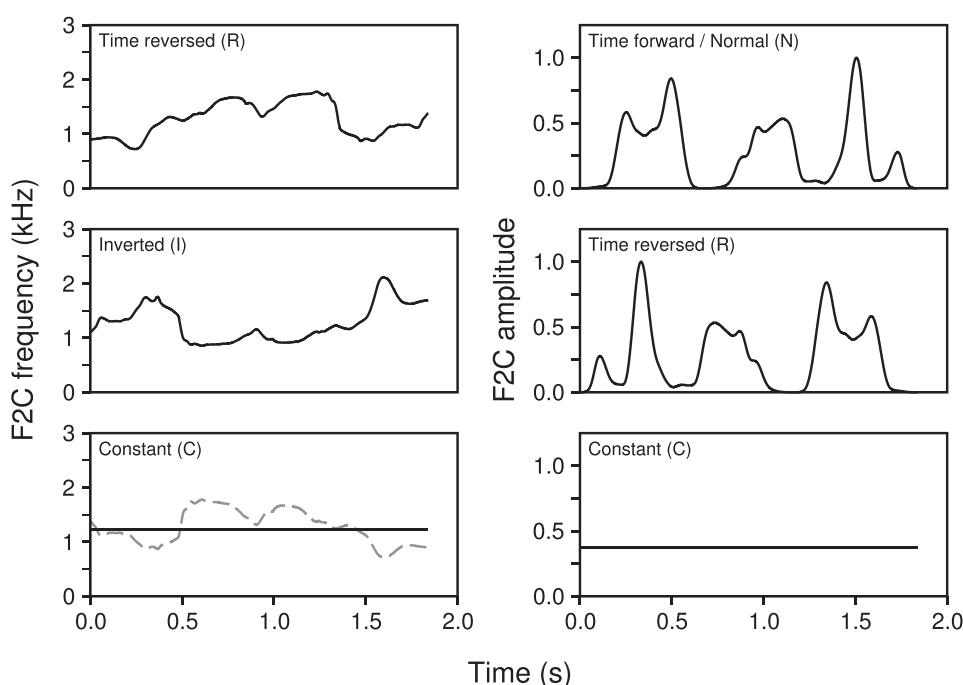 F2C frequency (kHz)
Time reversed (R)
3
2
1
0
Inverted (I)
3
2
1
0
Constant (C)
3
2
1
0
0.0 0.5 1.0 1.5 2.0
F2C amplitude
Time forward / Normal (N)
1.0
0.5
0.0
Time reversed (R)
1.0
0.5
0.0
Constant (C)
1.0
0.5
0.0
0.0 0.5 1.0 1.5 2.0
Time (s)